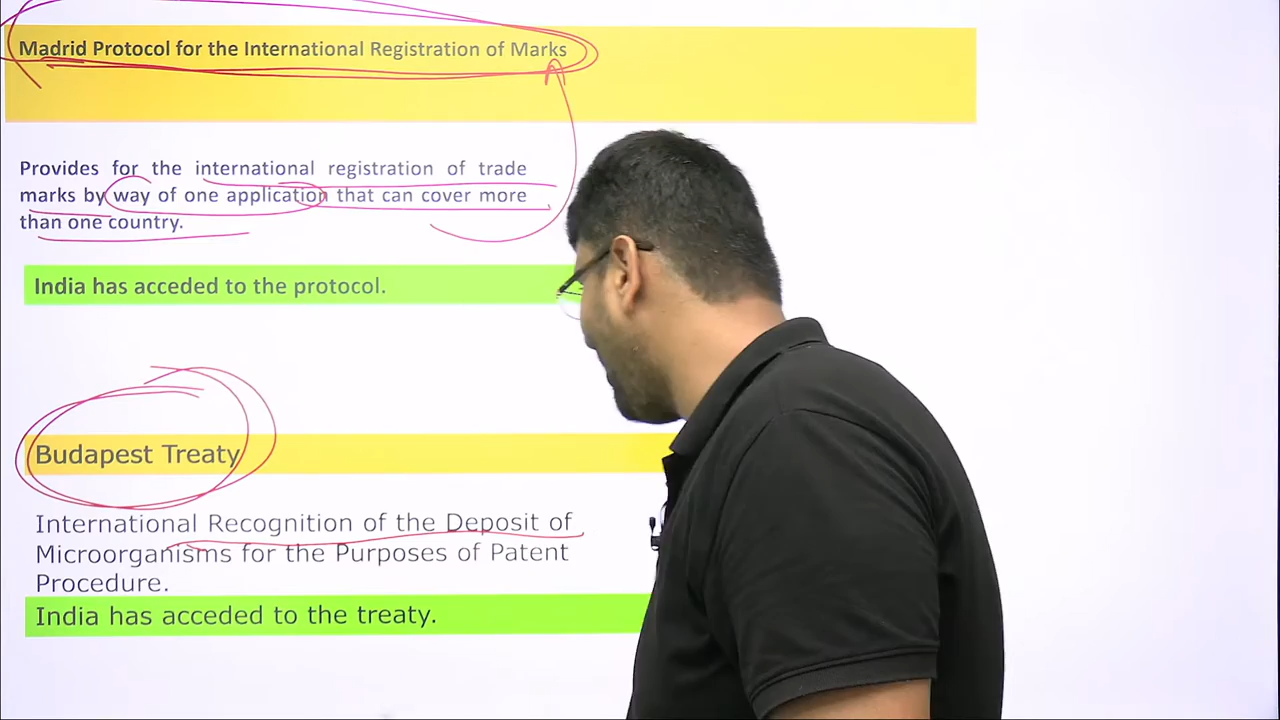 Madrid Protocol for the International Registration of Marks
Provides for the international registration of trade
marks by way of one application that can cover more
than one country.
India has acceded to the protocol.
Budapest Treaty
International Recognition of the Deposit of
Microorganisms for the Purposes of Patent
Procedure.
India has acceded to the treaty.